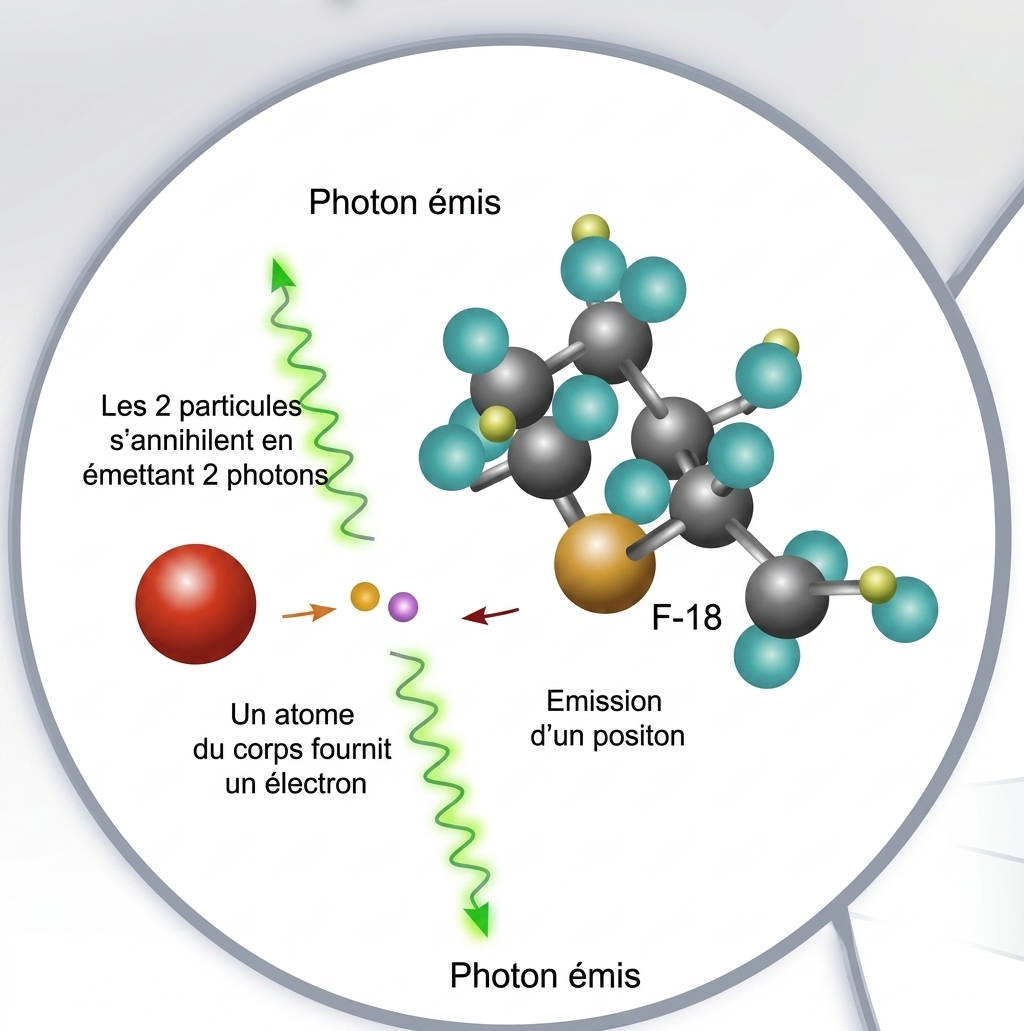 Photon émis
Les 2 particules
s’annihilent en
émettant 2 photons
F-18
Un atome
du corps fournit
un électron
Emission
d’un positon
Photon émis